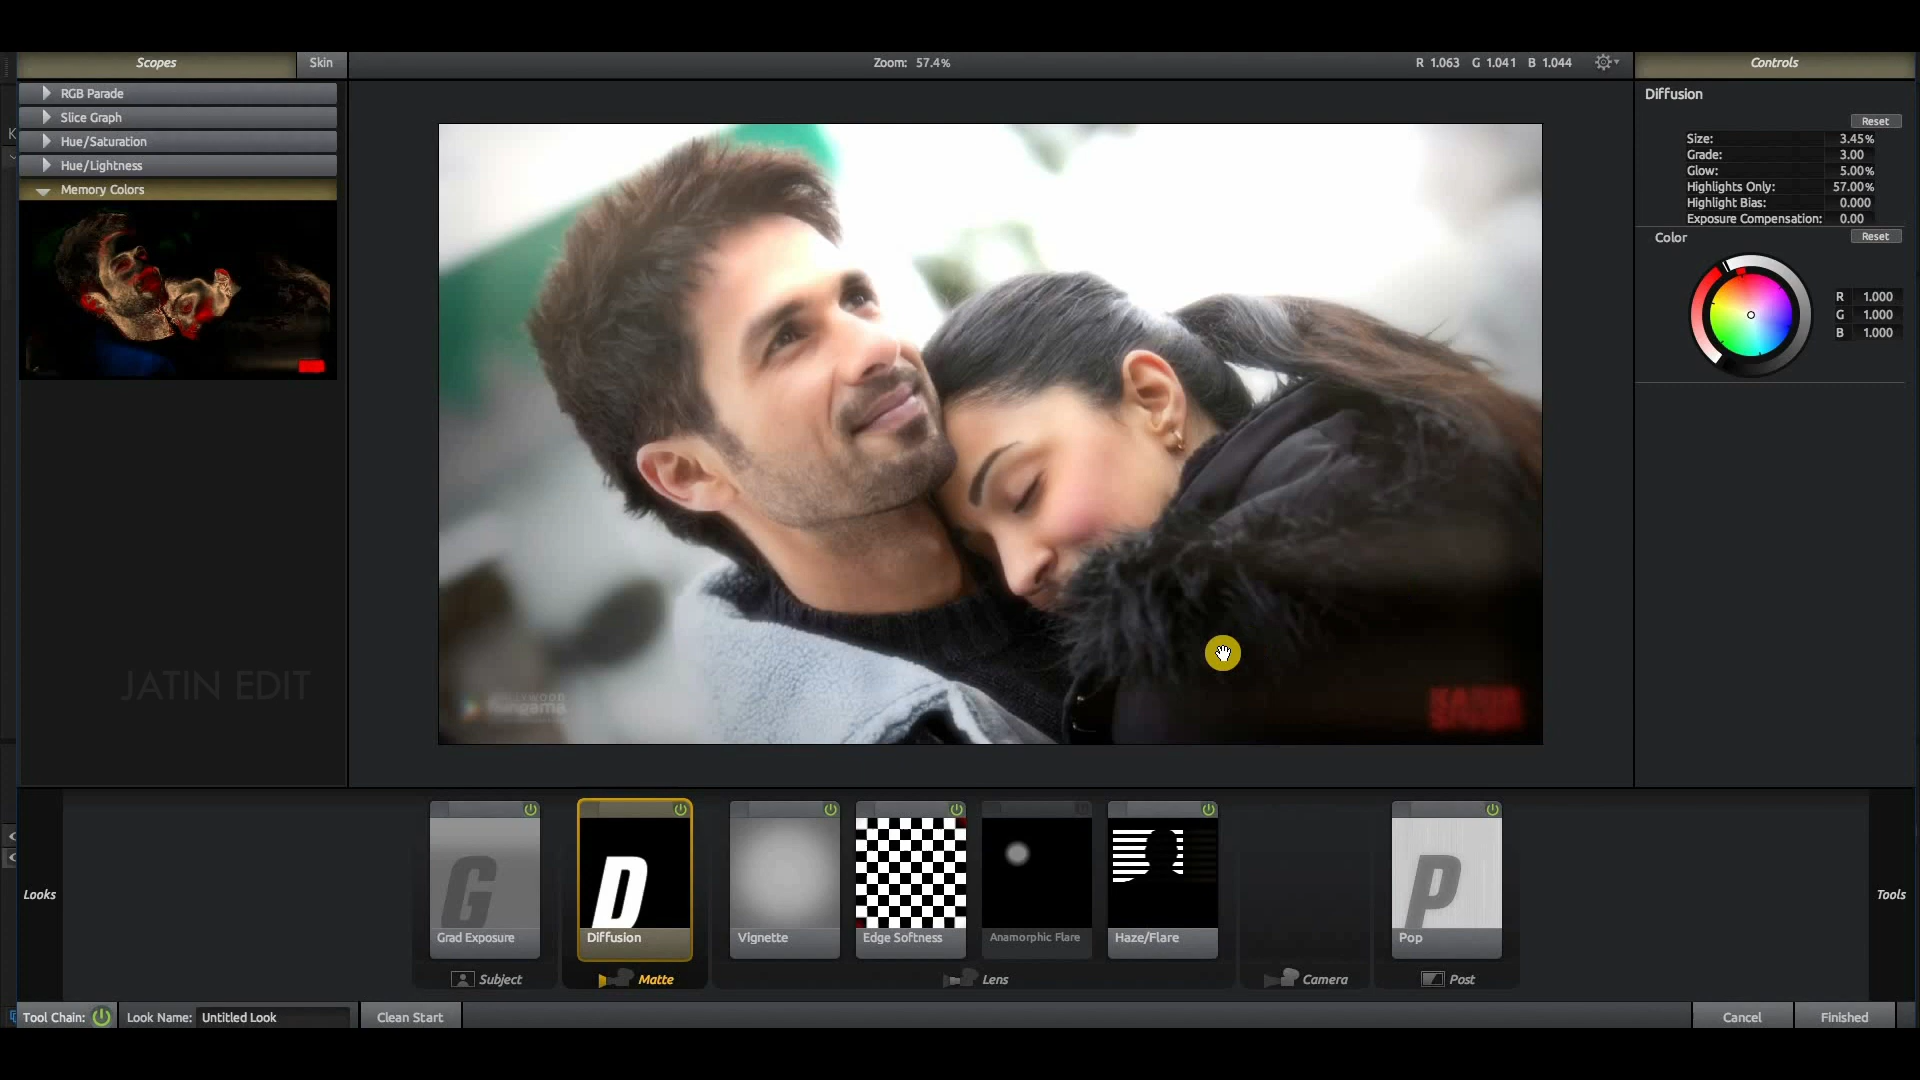 Scopes
Skin
Zoom: 57.4%
R 1.063 G 1.041 B 1.044
Controls
RGB Parade
Slice Graph
Hue/Saturation
Hue/Lightness
Memory Colors
Diffusion
Reset
Size: 3.45%
Grade: 3.00
Glow: 5.00%
Highlights Only: 57.00%
Highlight Bias: 0.000
Exposure Compensation: 0.00
Color
Reset
R 1.000
G 1.000
B 1.000
JATIN EDIT
Hungama
G
D
P
Grad Exposure
Diffusion
Vignette
Edge Softness
Anamorphic Flare
Haze/Flare
Pop
Looks
Tools
Subject
Matte
Lens
Camera
Post
Tool Chain:
Look Name: Untitled Look
Clean Start
Cancel
Finished